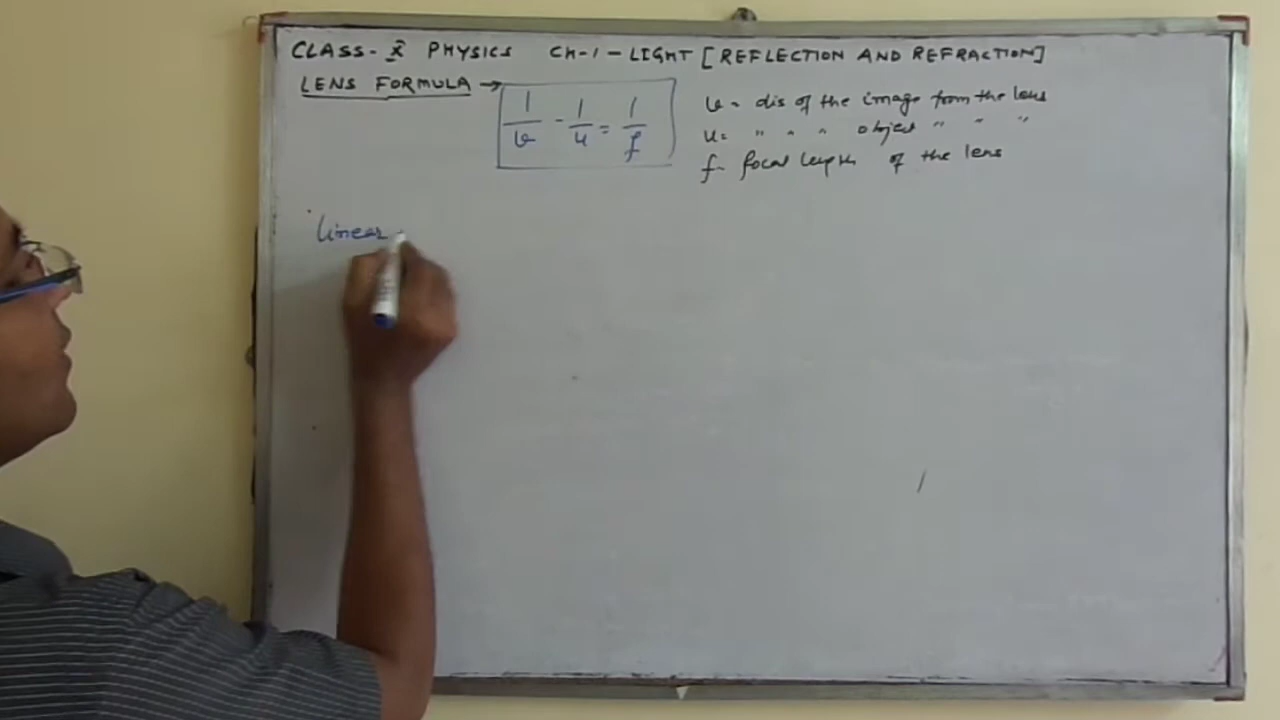 CLASS-X PHYSICS CH-1-LIGHT [REFLECTION AND REFRACTION]
LENS FORMULA → 1/v - 1/u = 1/f
v = dis of the image from the lens
u = " " " object " " "
f = focal length of the lens
Linear